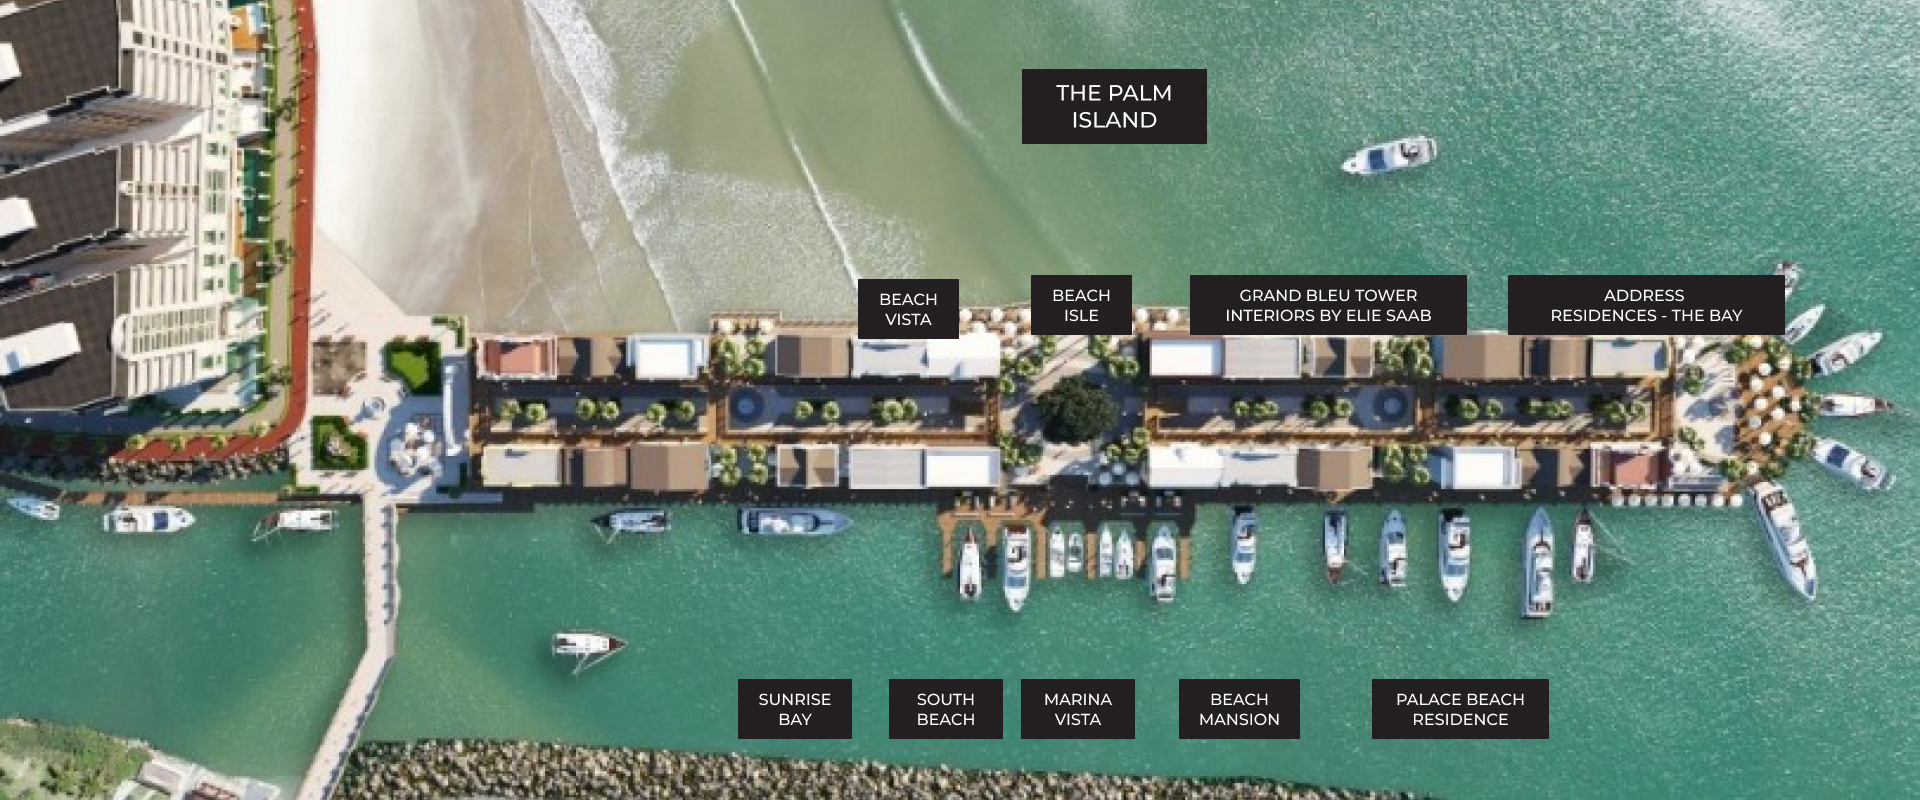 THE PALM
ISLAND
BEACH
VISTA
BEACH
ISLE
GRAND BLEU TOWER
INTERIORS BY ELIE SAAB
ADDRESS
RESIDENCES - THE BAY
SUNRISE
BAY
SOUTH
BEACH
MARINA
VISTA
BEACH
MANSION
PALACE BEACH
RESIDENCE